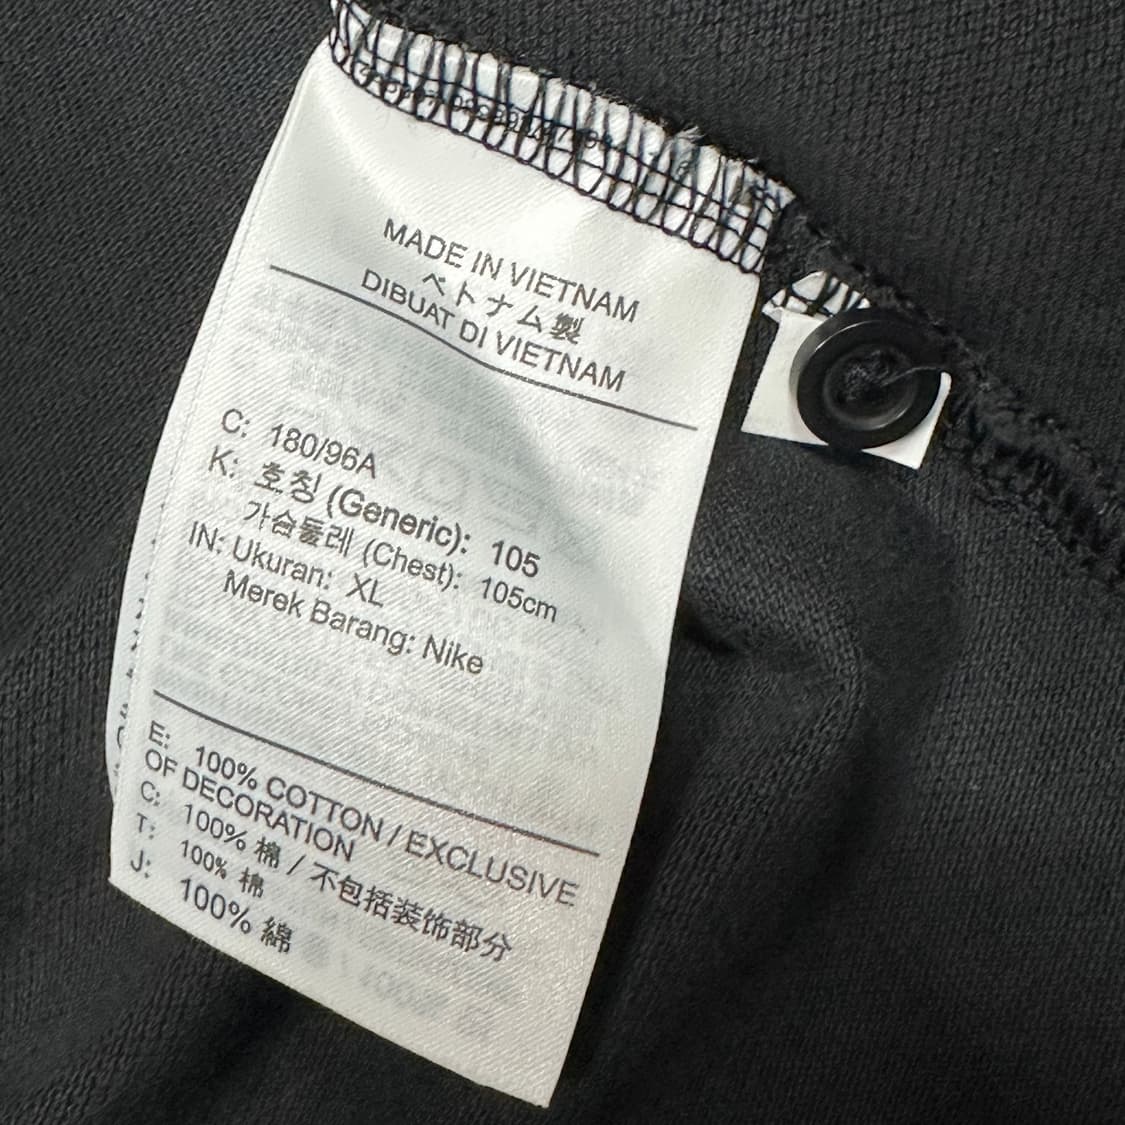 MADE IN VIETNAM
ベトナム製
DIBUAT DI VIETNAM
C: 180/96A
K: 호칭 (Generic): 105
가슴둘레 (Chest): 105cm
IN: Ukuran: XL
Merek Barang: Nike
E: 100% COTTON / EXCLUSIVE
OF DECORATION
C: 100% 棉 / 不包括装饰部分
T: 100% 棉
J: 100% 綿